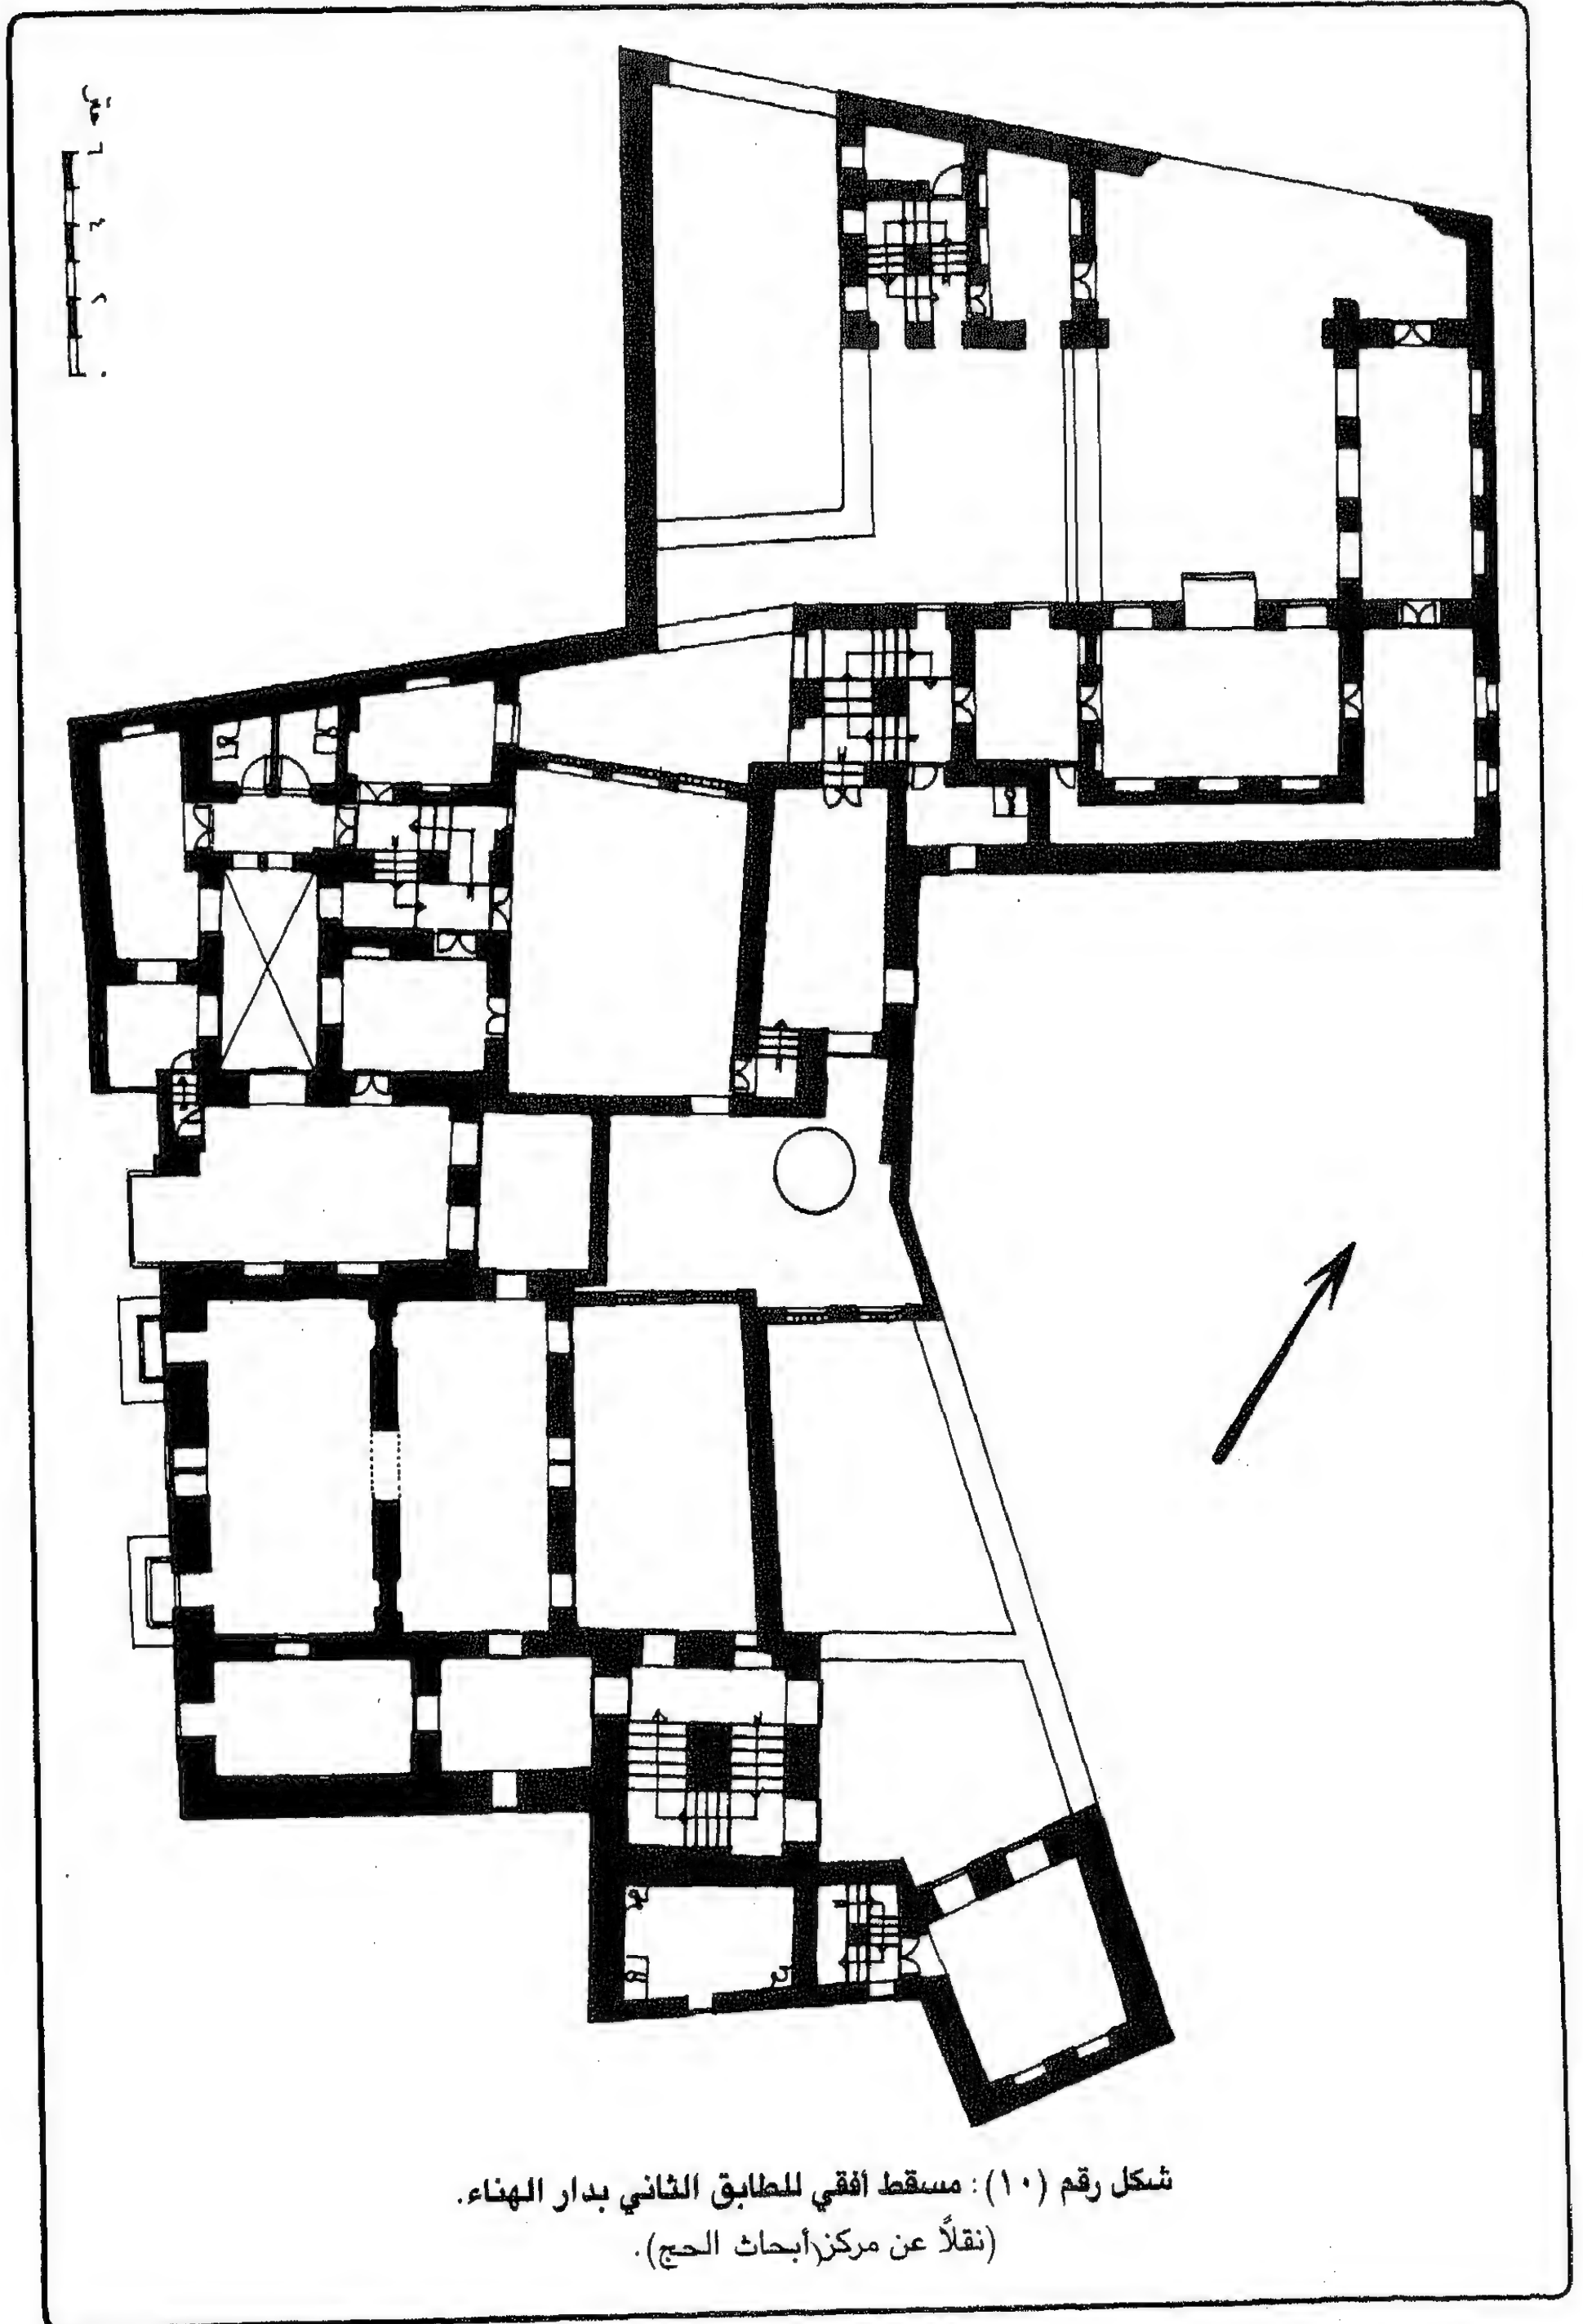 شكل رقم (١٠): مسقط أفقي للطابق الثاني بدار الهناء.
(نقلاً عن مركز أبحاث الحج).